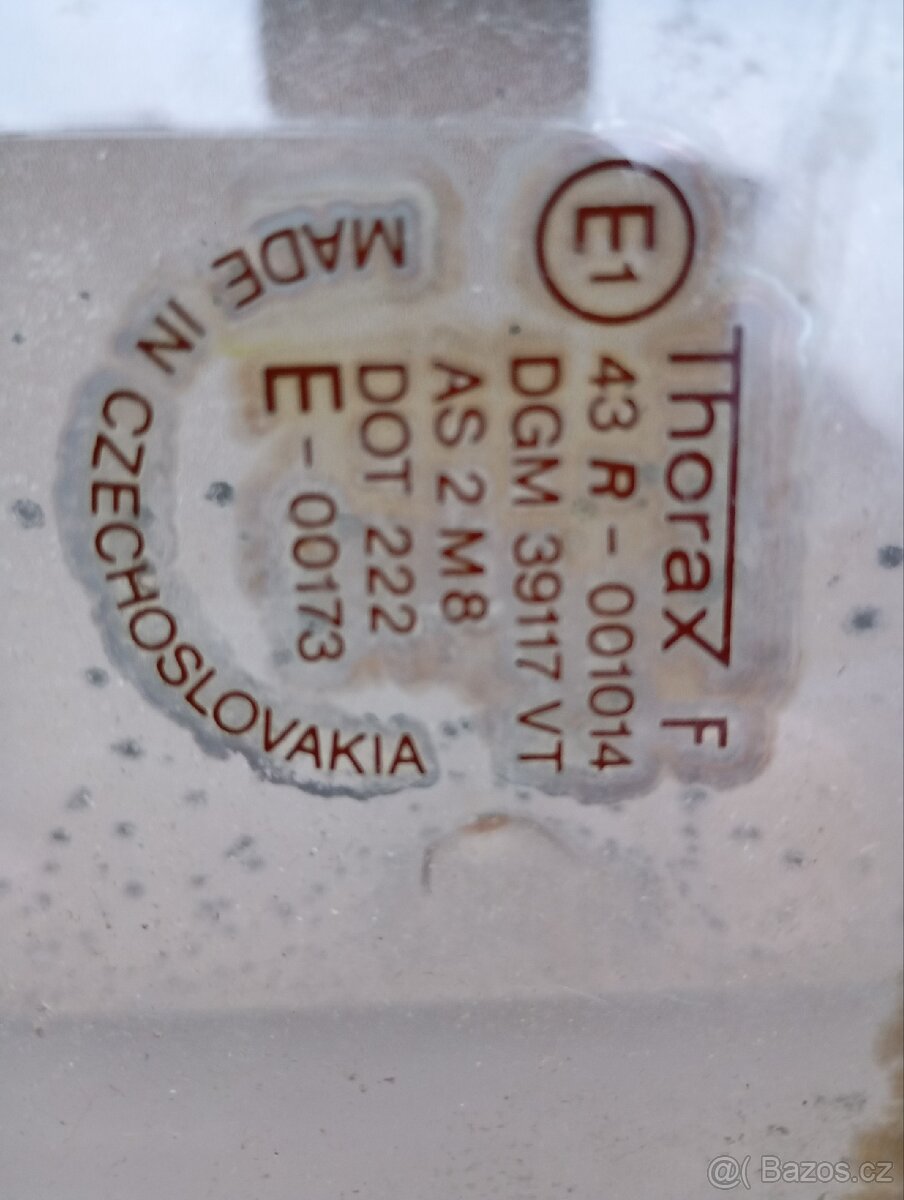 Thorax F
E1
43 R - 001014
DGM 39117 VT
AS 2 M8
DOT 222
E - 00173
MADE IN CZECHOSLOVAKIA
@( Bazos.cz